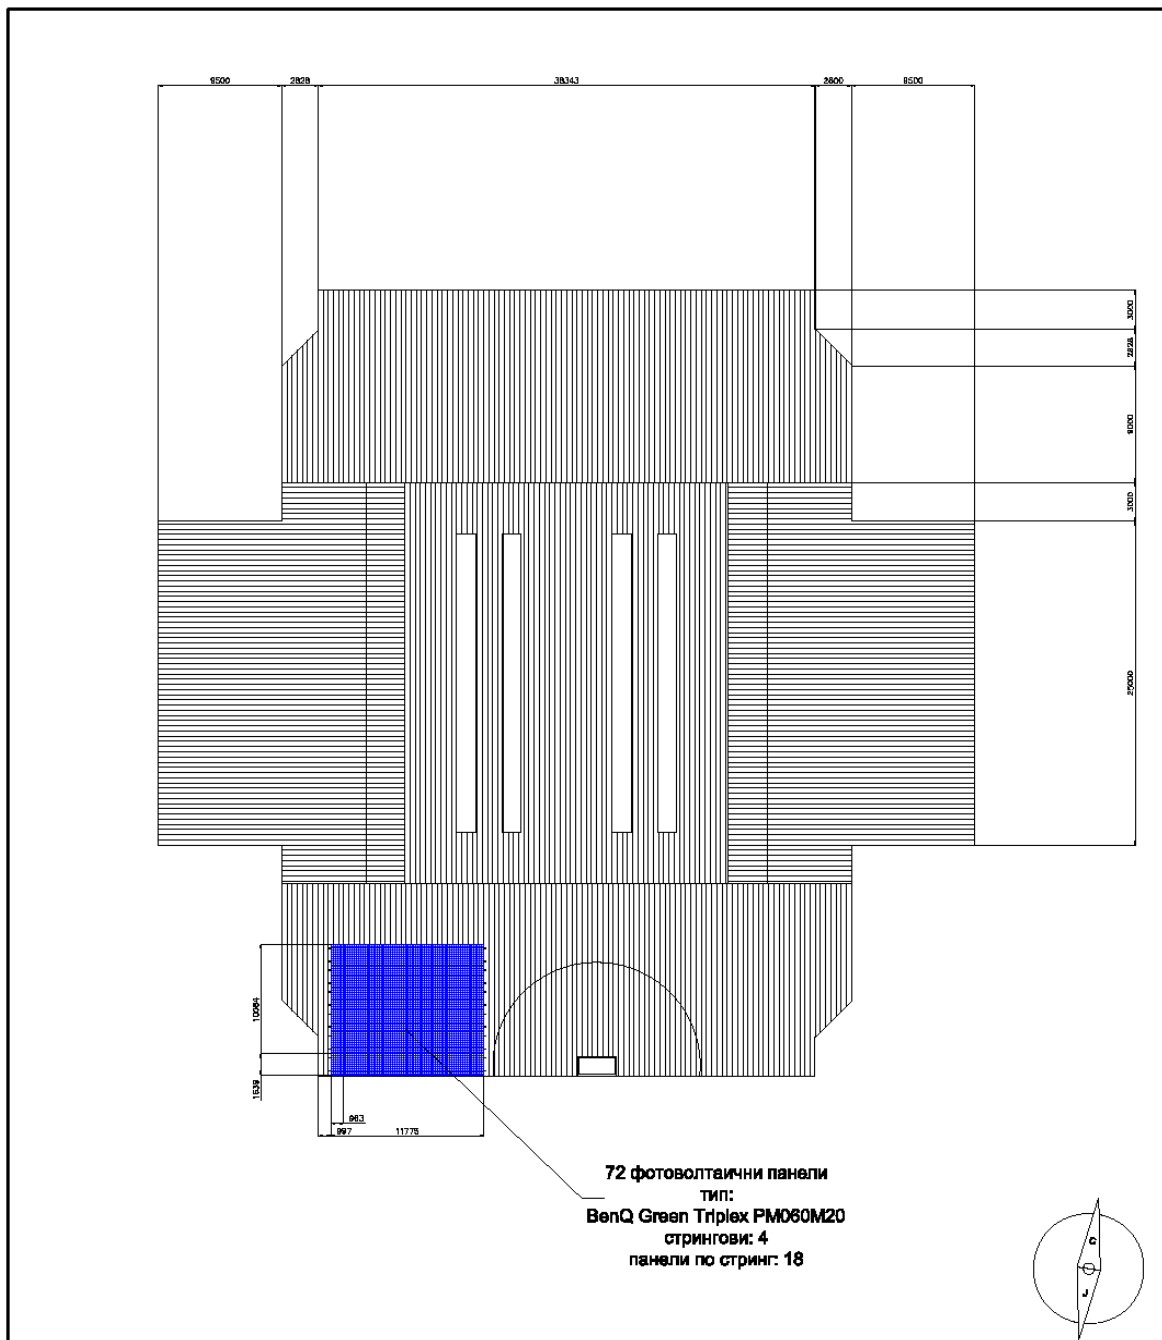 9500 2828 38343 2800 9500
3000
2828
9000
3000
25000
10064
1639
963
997 11775
72 фотоволтаични панели
тип:
BenQ Green Triplex PM060M20
стрингови: 4
панели по стринг: 18
С
Ј